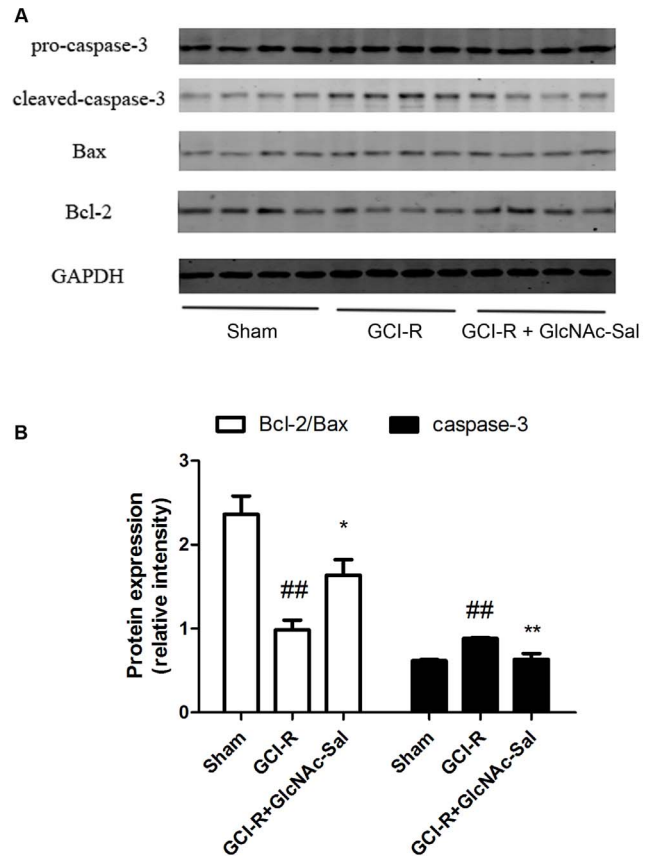 A
pro-caspase-3
cleaved-caspase-3
Bax
Bcl-2
GAPDH
Sham GCI-R GCI-R + GlcNAc-Sal
B
Bcl-2/Bax caspase-3
Protein expression
(relative intensity)
3
2
1
0
##
*
##
**
Sham
GCI-R
GCI-R+GlcNAc-Sal
Sham
GCI-R
GCI-R+GlcNAc-Sal